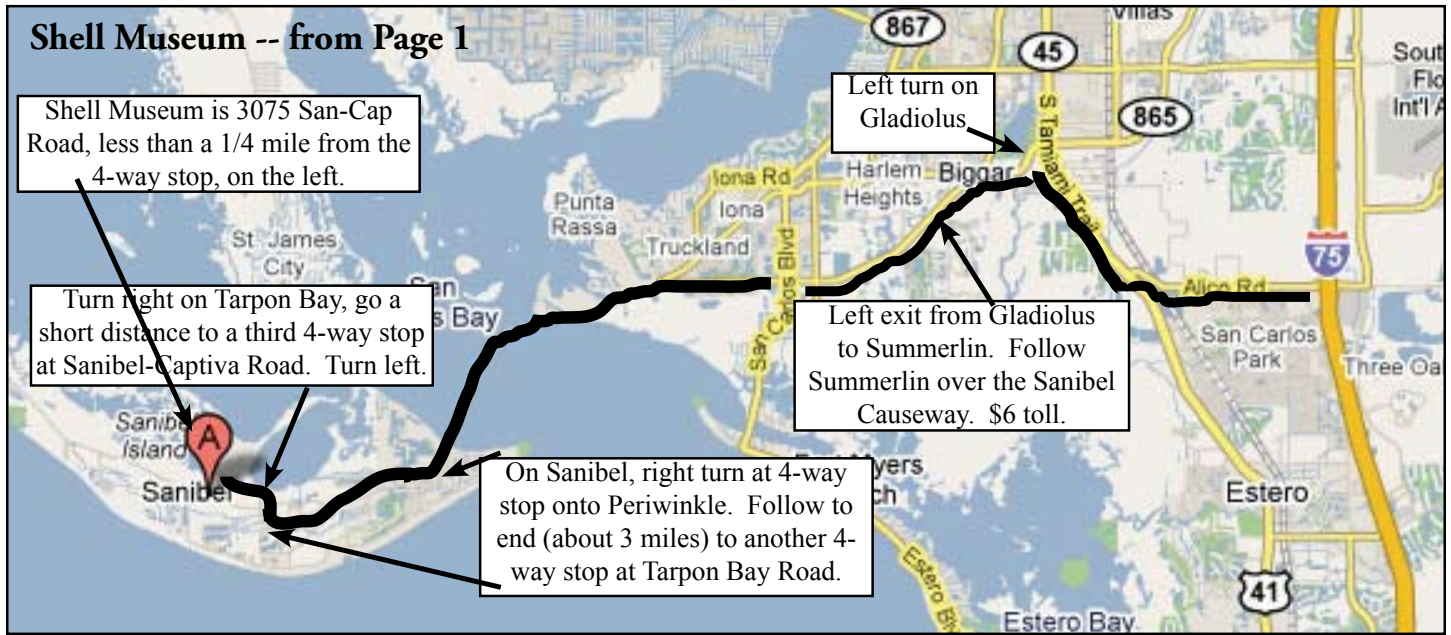 Shell Museum -- from Page 1
867
Villas
45
Left turn on
Gladiolus
S Tamiami Trail
865
Shell Museum is 3075 San-Cap
Road, less than a 1/4 mile from the
4-way stop, on the left.
Iona Rd
Harlem
Heights
Biggar
Punta
Rassa
Iona
Truckland
St. James
City
San
s Bay
75
Alico Rd
Turn right on Tarpon Bay, go a
short distance to a third 4-way stop
at Sanibel-Captiva Road. Turn left.
Left exit from Gladiolus
to Summerlin. Follow
Summerlin over the Sanibel
Causeway. $6 toll.
San Carlos Blvd
San Carlos
Park
Three Oa
Island
A
Sanibel
On Sanibel, right turn at 4-way
stop onto Periwinkle. Follow to
end (about 3 miles) to another 4-
way stop at Tarpon Bay Road.
Myers
ch
Estero
41
Estero Bl
Estero Bay